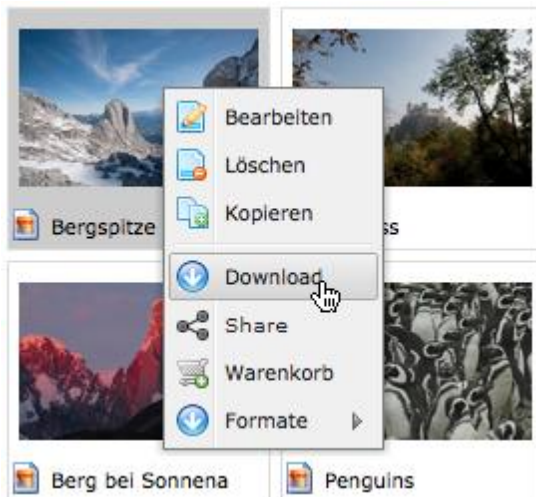 Bearbeiten
Löschen
Kopieren
Bergspitze
ss
Download
Share
Warenkorb
Formate
Berg bei Sonnena
Penguins